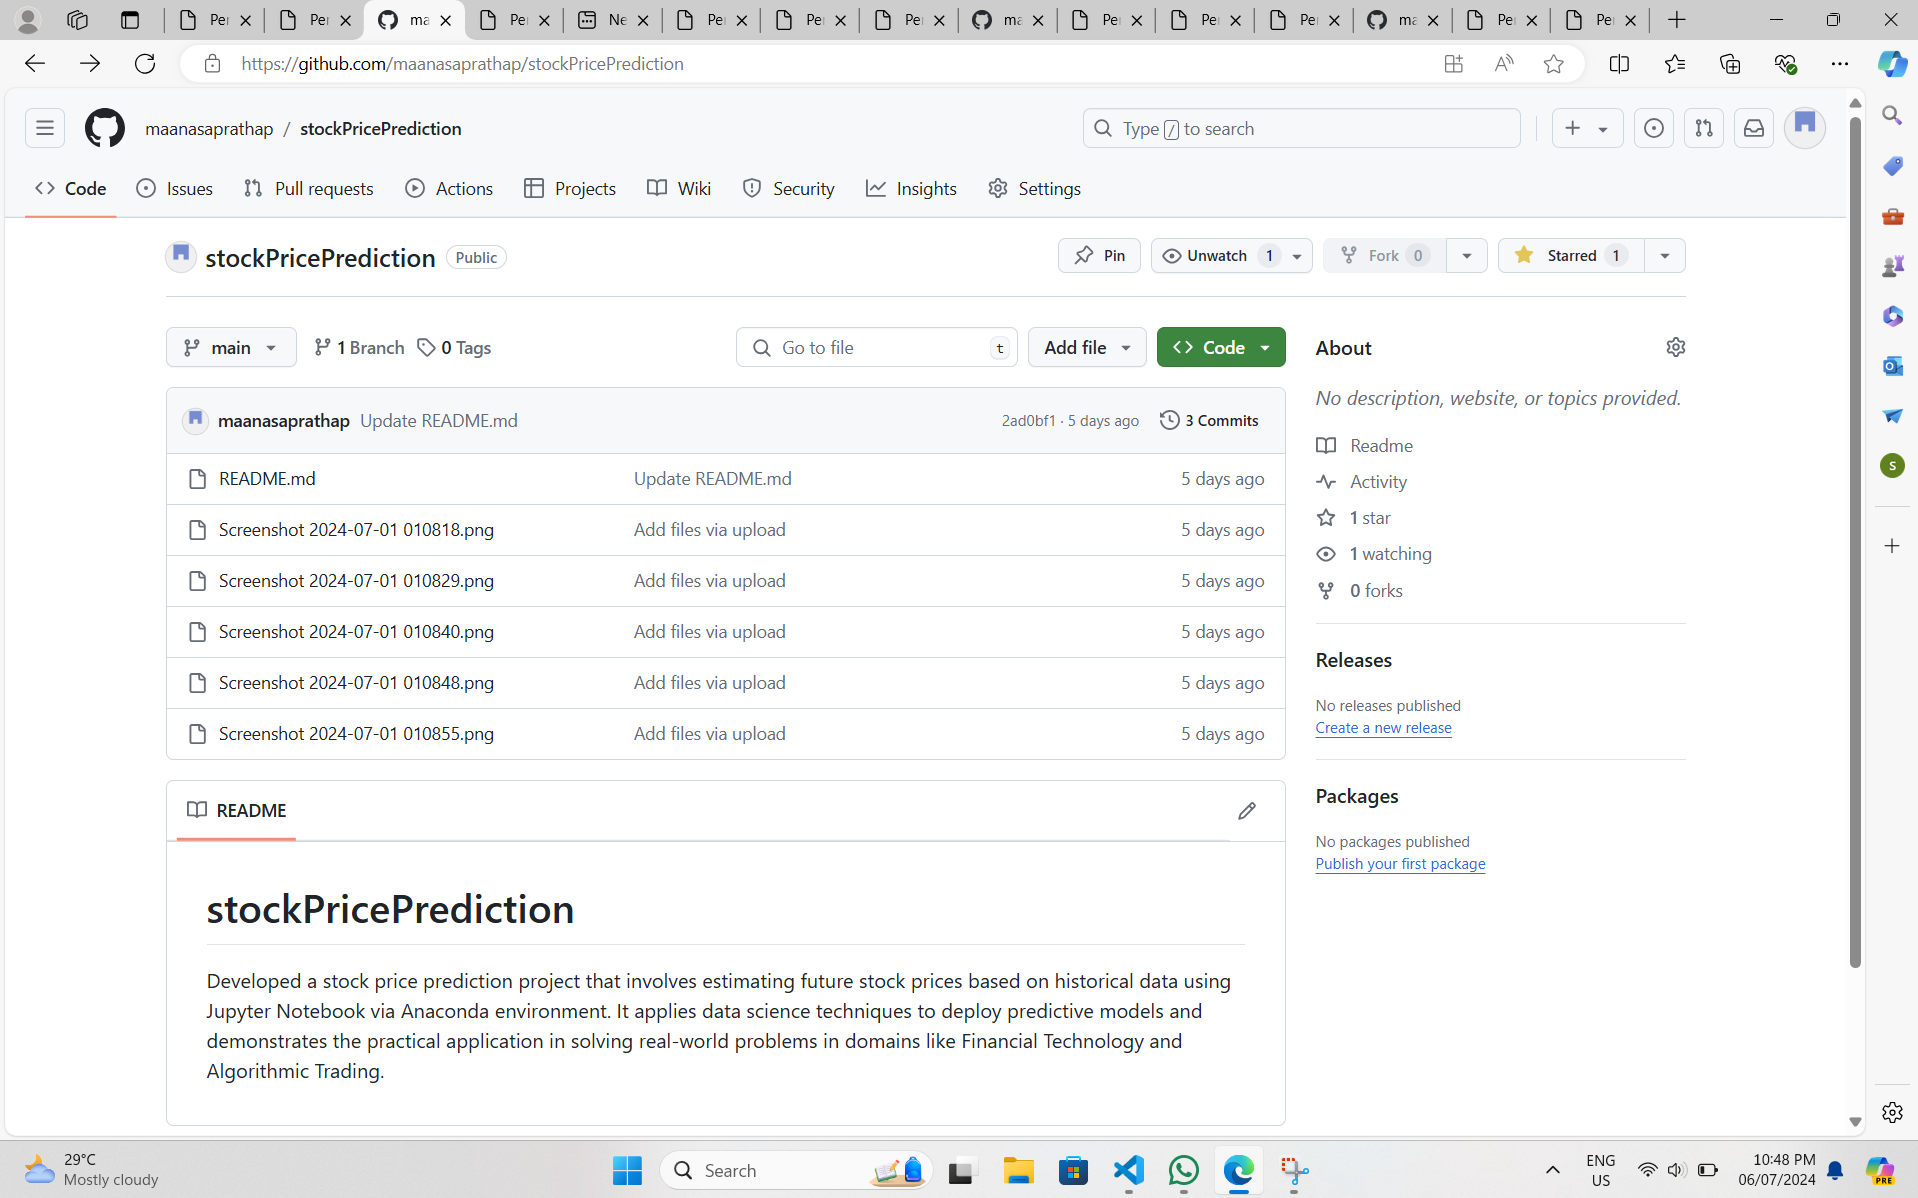 Per
Per
ma
Per
Ne
Per
Per
Per
ma
Per
Per
Per
ma
Per
Per
https://github.com/maanasaprathap/stockPricePrediction
maanasaprathap / stockPricePrediction
Type / to search
Code
Issues
Pull requests
Actions
Projects
Wiki
Security
Insights
Settings
stockPricePrediction Public
Pin
Unwatch 1
Fork 0
Starred 1
main
1 Branch
0 Tags
Go to file t
Add file
Code
maanasaprathap Update README.md 2ad0bf1 · 5 days ago 3 Commits
README.md Update README.md 5 days ago
Screenshot 2024-07-01 010818.png Add files via upload 5 days ago
Screenshot 2024-07-01 010829.png Add files via upload 5 days ago
Screenshot 2024-07-01 010840.png Add files via upload 5 days ago
Screenshot 2024-07-01 010848.png Add files via upload 5 days ago
Screenshot 2024-07-01 010855.png Add files via upload 5 days ago
README
stockPricePrediction
Developed a stock price prediction project that involves estimating future stock prices based on historical data using
Jupyter Notebook via Anaconda environment. It applies data science techniques to deploy predictive models and
demonstrates the practical application in solving real-world problems in domains like Financial Technology and
Algorithmic Trading.
About
No description, website, or topics provided.
Readme
Activity
1 star
1 watching
0 forks
Releases
No releases published
Create a new release
Packages
No packages published
Publish your first package
S
29°C
Mostly cloudy
Search
ENG
US
10:48 PM
06/07/2024
PRE